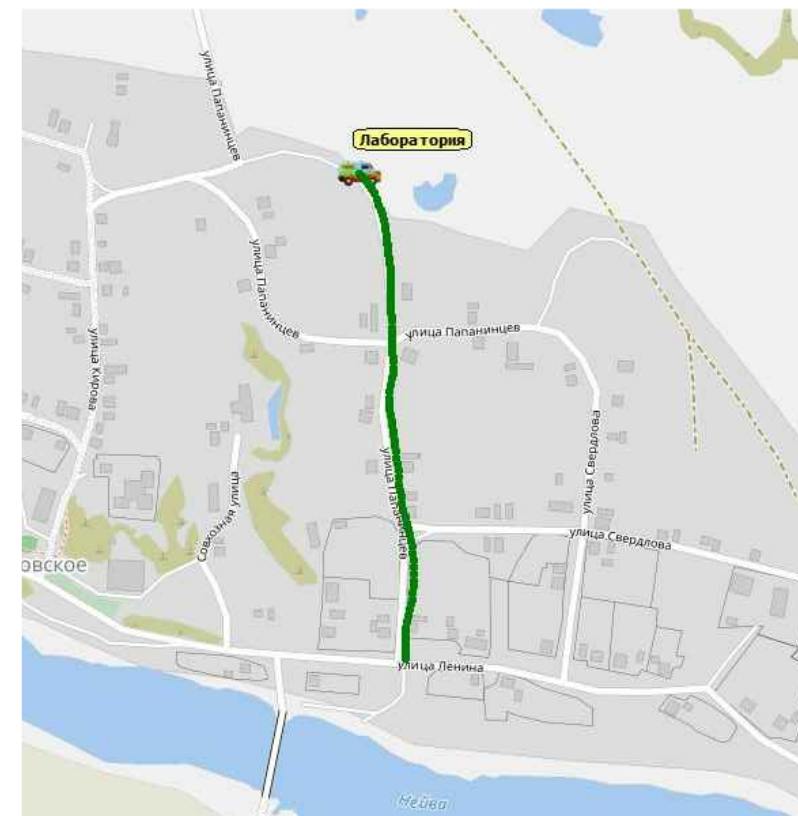 улица Папанинцев
Лаборатория
улица Папанинцев
улица Папанинцев
улица Кирова
улица Свердлова
улица Папанинцев
Совхозная улица
улица Свердлова
овское
улица Ленина
Нейва